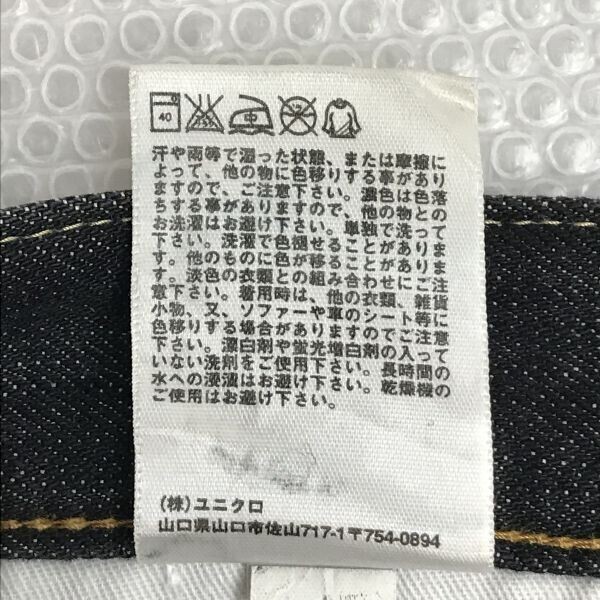 40
汗や雨等で湿った状態、または摩擦に
よって、他の物に色移りする事があり
ますので、ご注意下さい。濃色は色落
ちする事がありますので、他の物との
お洗濯はお避け下さい。単独で洗って
下さい。洗濯で色褪せることがありま
す。他のものに色が移ることがありま
す。淡色の衣類との組み合わせにご注
意下さい。着用時は、他の衣類、雑貨
小物、又、ソファーや車のシート等に
色移りする場合がありますのでご注意
下さい。漂白剤や蛍光増白剤の入って
いない洗剤をご使用下さい。長時間の
水への浸漬はお避け下さい。乾燥機の
ご使用はお避け下さい。
(株)ユニクロ
山口県山口市佐山717-1〒754-0894